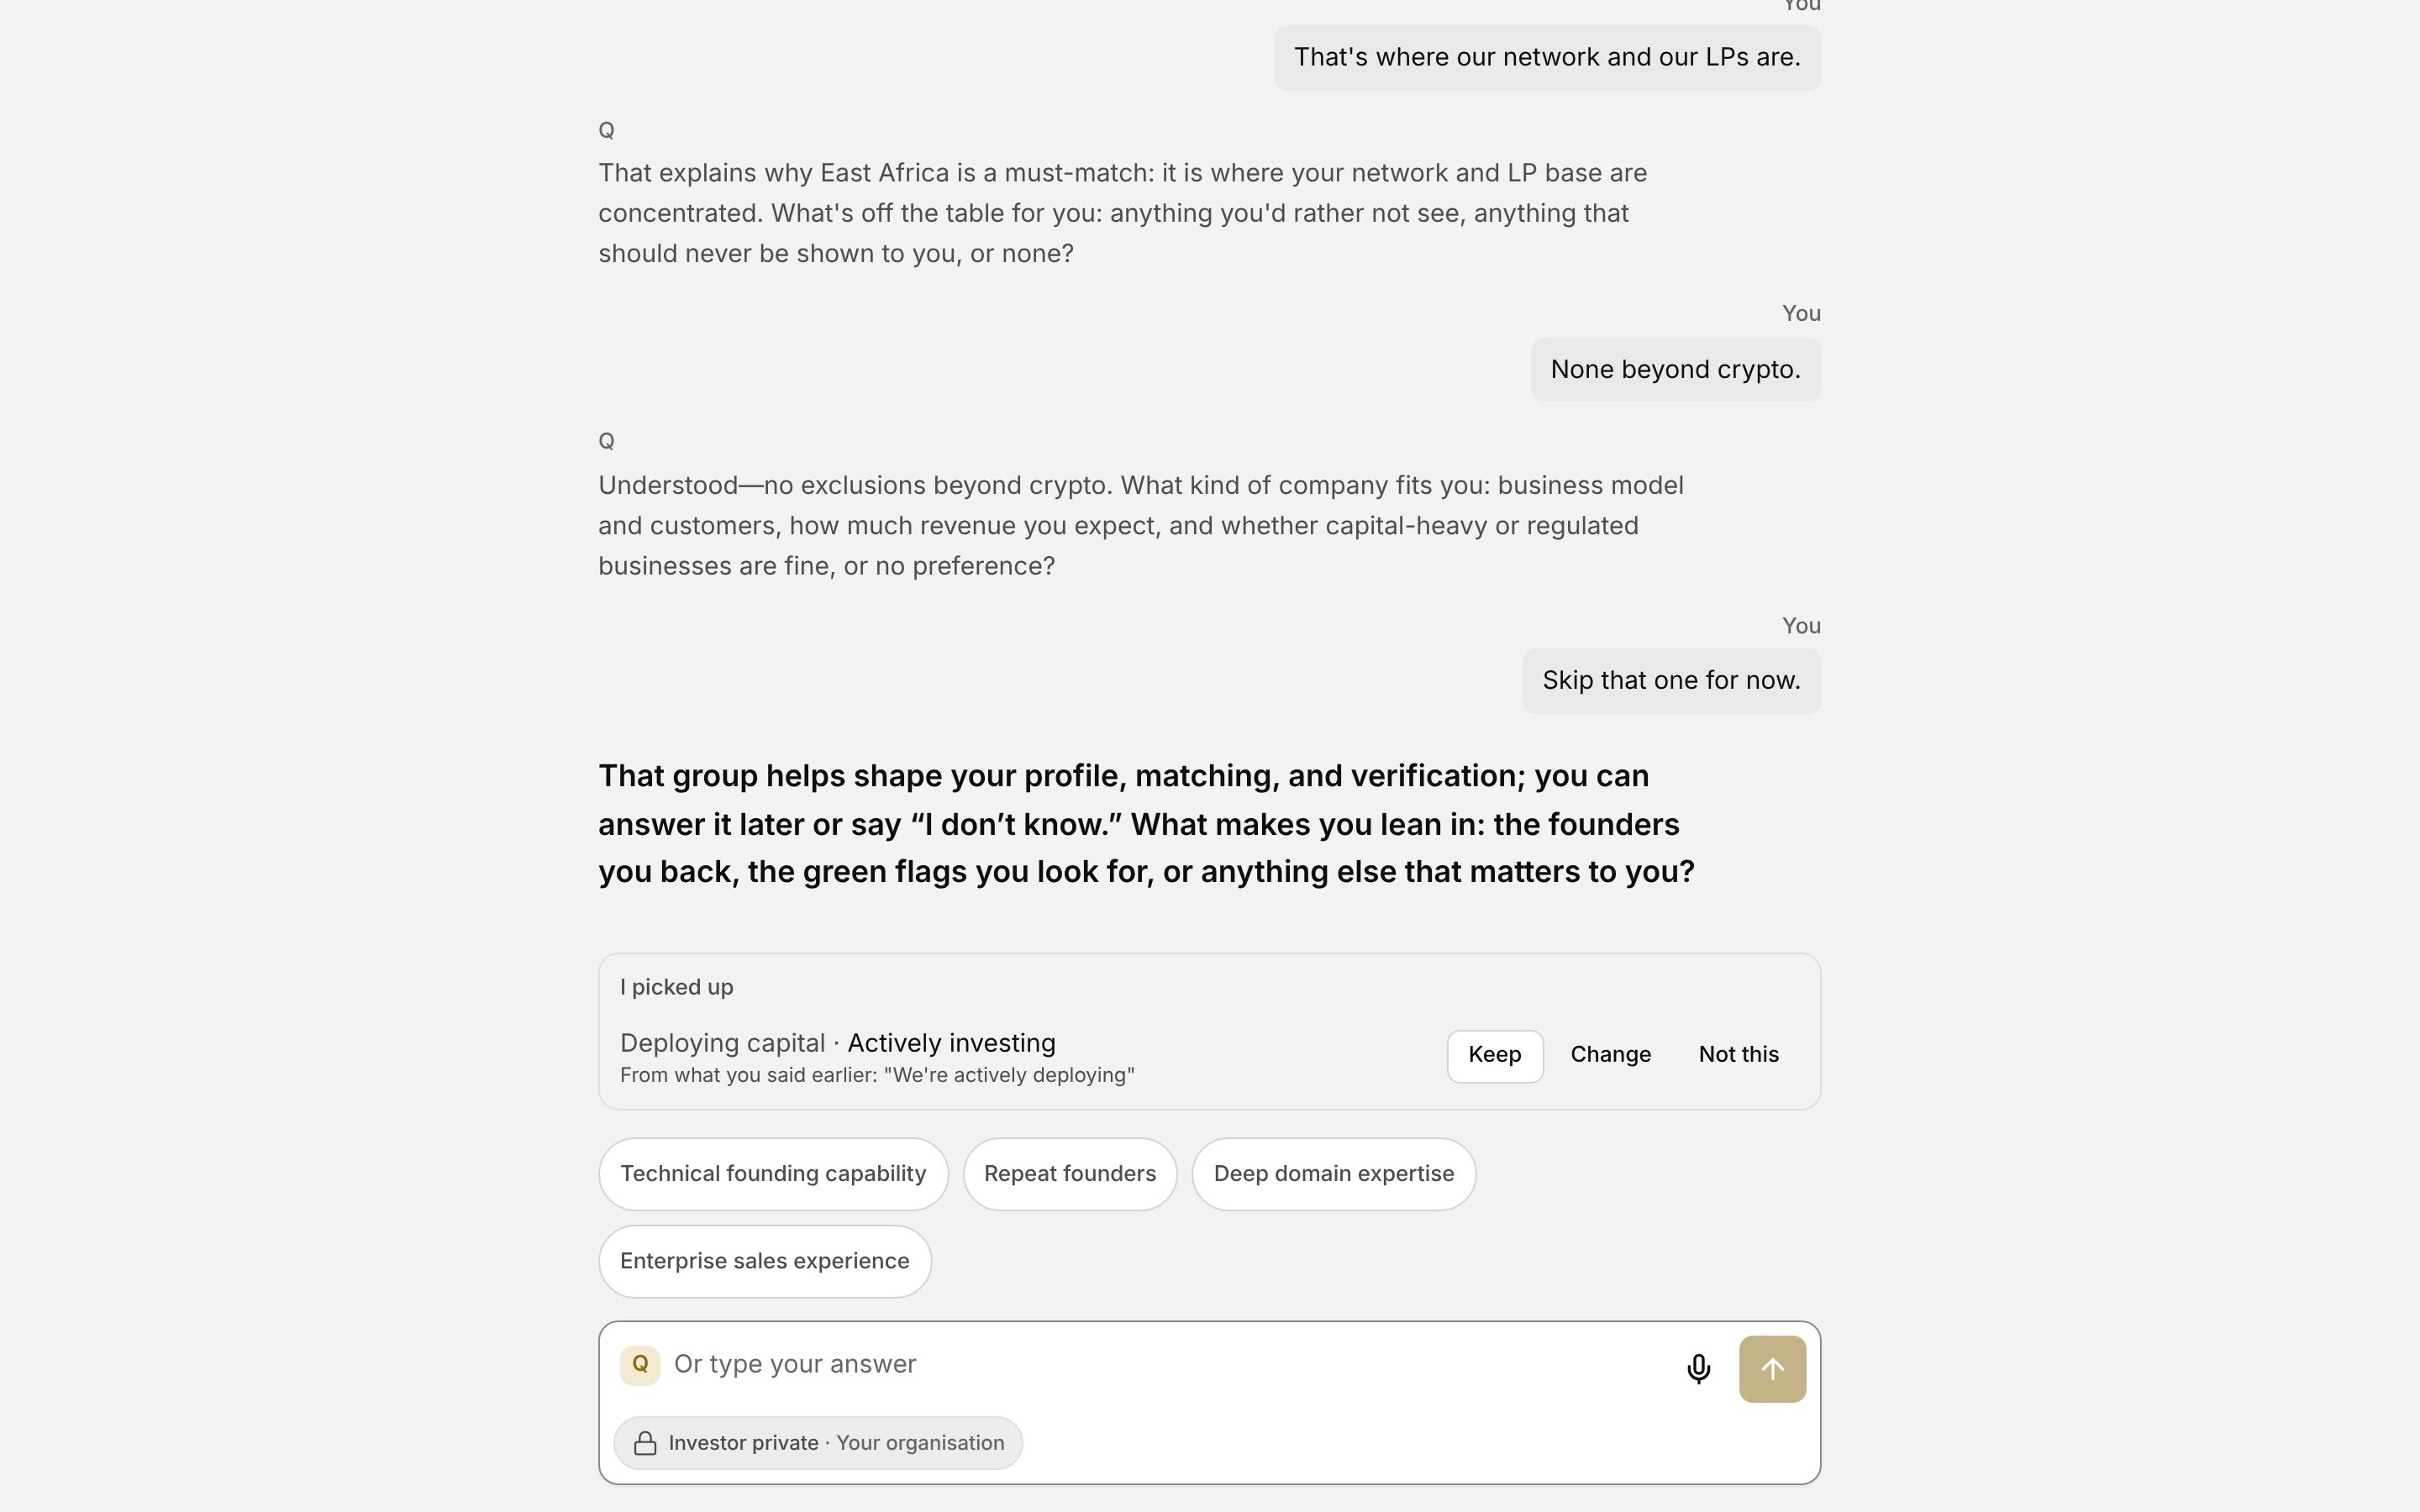 You
That's where our network and our LPs are.
Q
That explains why East Africa is a must-match: it is where your network and LP base are
concentrated. What's off the table for you: anything you'd rather not see, anything that
should never be shown to you, or none?
You
None beyond crypto.
Q
Understood—no exclusions beyond crypto. What kind of company fits you: business model
and customers, how much revenue you expect, and whether capital-heavy or regulated
businesses are fine, or no preference?
You
Skip that one for now.
That group helps shape your profile, matching, and verification; you can
answer it later or say “I don’t know.” What makes you lean in: the founders
you back, the green flags you look for, or anything else that matters to you?
I picked up
Deploying capital · Actively investing
From what you said earlier: "We're actively deploying"
Keep Change Not this
Technical founding capability Repeat founders Deep domain expertise
Enterprise sales experience
Q Or type your answer
Investor private · Your organisation